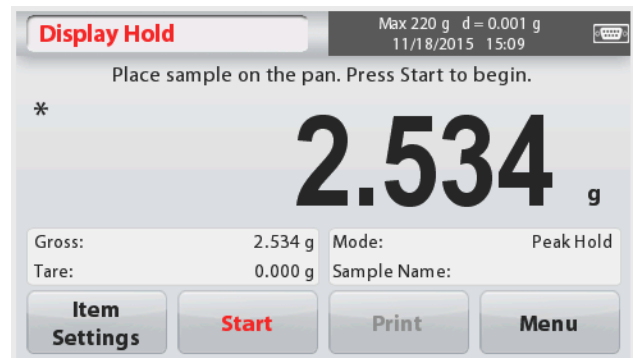 Display Hold
Max 220 g d = 0.001 g
11/18/2015 15:09
Place sample on the pan. Press Start to begin.
*
2.534 g
Gross: 2.534 g
Tare: 0.000 g
Mode: Peak Hold
Sample Name:
Item
Settings
Start
Print
Menu